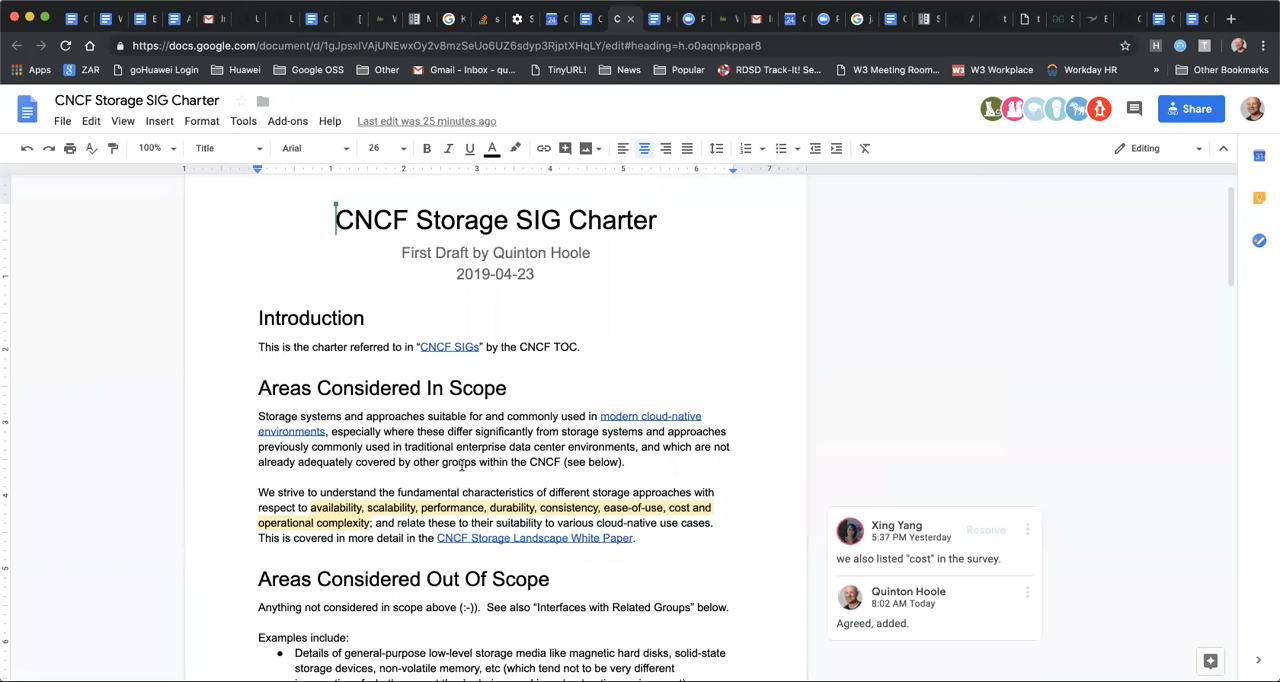 https://docs.google.com/document/d/1gJpsxIVAjUNEwxOy2v8mzSeUo6UZ6sdyp3RjptXHqLY/edit#heading=h.o0aqnpkppar8
Apps ZAR goHuawei Login Huawei Google OSS Other Gmail - Inbox - qu... TinyURL! News Popular RDSD Track-It! Se... W3 Meeting Room... W3 Workplace Workday HR » Other Bookmarks
CNCF Storage SIG Charter
File Edit View Insert Format Tools Add-ons Help Last edit was 25 minutes ago
Share
100% Title Arial 26 B I U A Editing
1 1 2 3 4 5 6 7
CNCF Storage SIG Charter
First Draft by Quinton Hoole
2019-04-23
Introduction
This is the charter referred to in “CNCF SIGs” by the CNCF TOC.
Areas Considered In Scope
Storage systems and approaches suitable for and commonly used in modern cloud-native
environments, especially where these differ significantly from storage systems and approaches
previously commonly used in traditional enterprise data center environments, and which are not
already adequately covered by other groups within the CNCF (see below).
We strive to understand the fundamental characteristics of different storage approaches with
respect to availability, scalability, performance, durability, consistency, ease-of-use, cost and
operational complexity; and relate these to their suitability to various cloud-native use cases.
This is covered in more detail in the CNCF Storage Landscape White Paper.
Areas Considered Out Of Scope
Anything not considered in scope above (:-)). See also “Interfaces with Related Groups” below.
Examples include:
● Details of general-purpose low-level storage media like magnetic hard disks, solid-state
storage devices, non-volatile memory, etc (which tend not to be very different
Xing Yang
Resolve
5:37 PM Yesterday
we also listed "cost" in the survey.
Quinton Hoole
8:02 AM Today
Agreed, added.